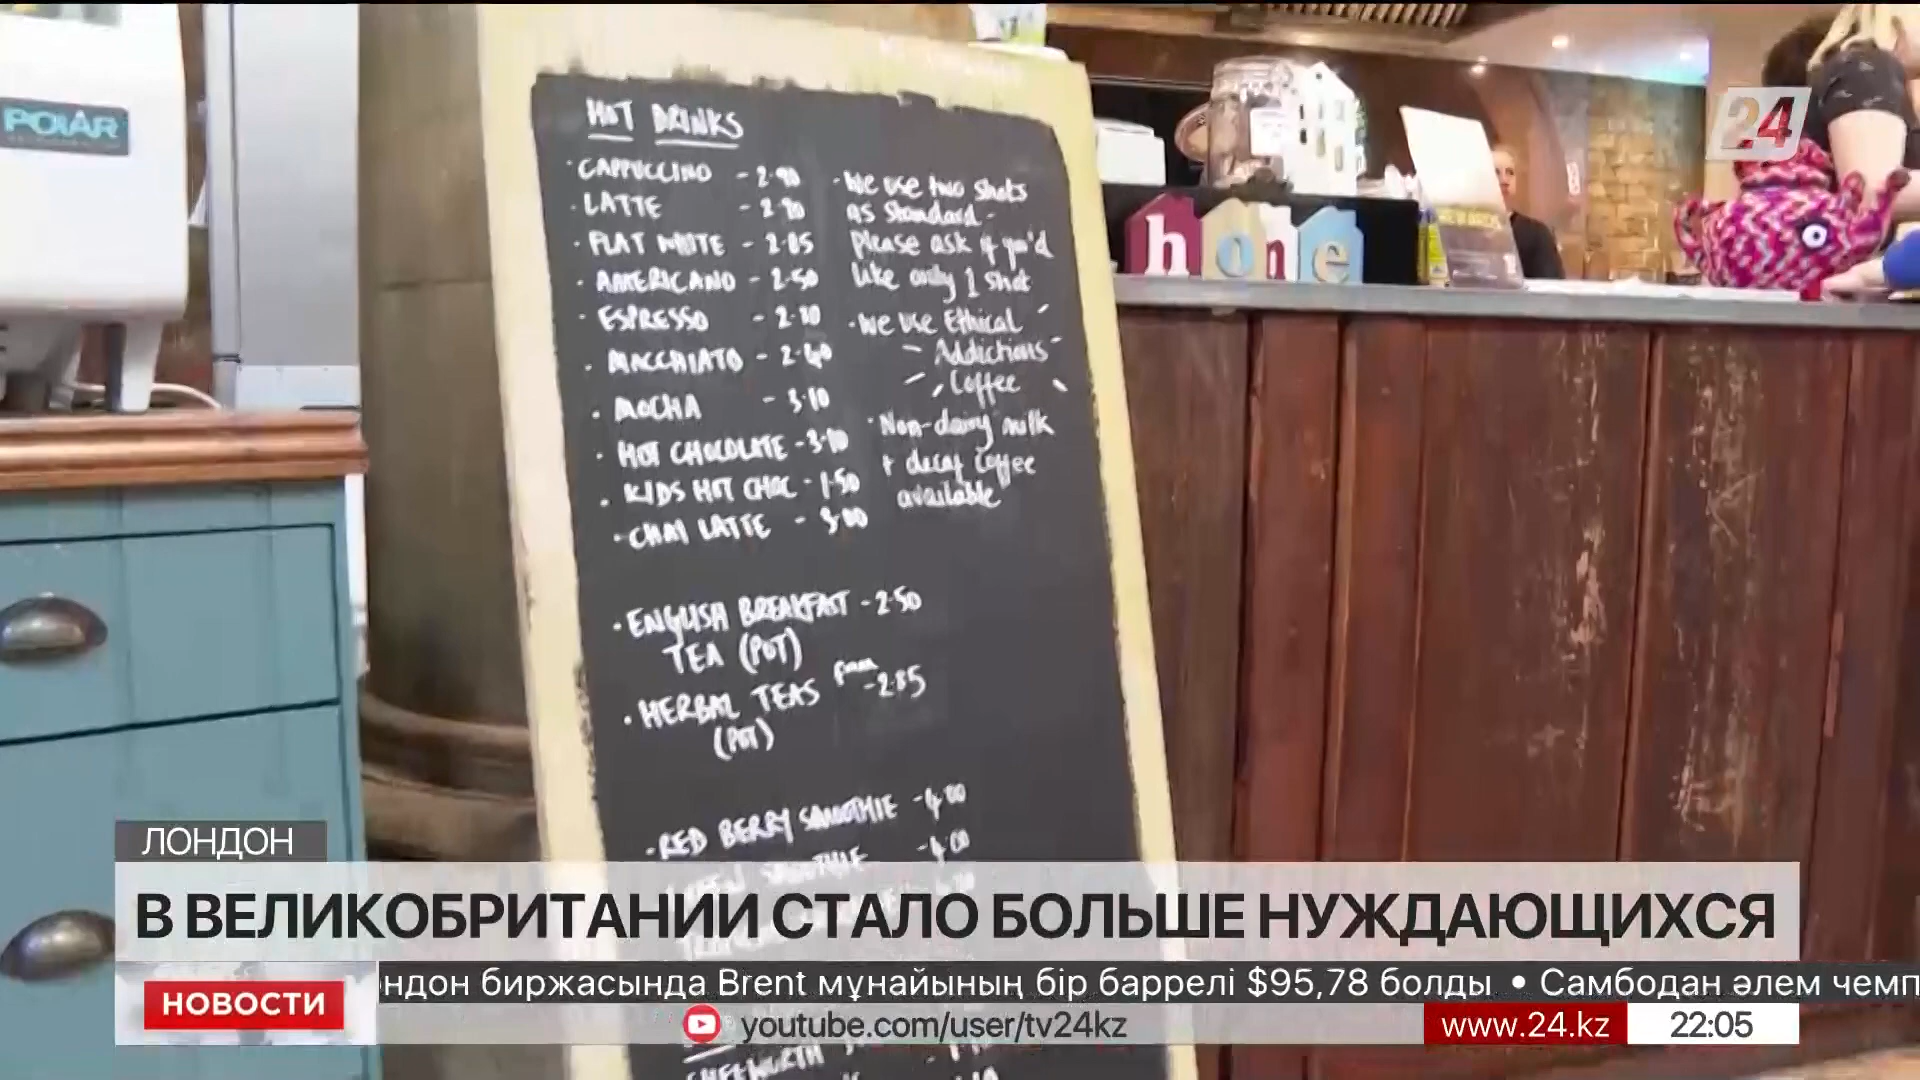 POLAR
24
HOT DRINKS
· CAPPUCCINO - 2.90
· LATTE - 2.90
· FLAT WHITE - 2.85
· AMERICANO - 2.50
· ESPRESSO - 2.30
· MACCHIATO - 2.40
· MOCHA - 3.10
· HOT CHOCOLATE - 3.10
· KIDS HOT CHOC - 1.50
· CHAI LATTE - 3.00
- We use two shots
as standard -
Please ask if you'd
like only 1 shot
· We use Ethical
Addictions
Coffee
· Non-dairy milk
+ decaf coffee
available
home
· ENGLISH BREAKFAST - 2.50
TEA (POT)
· HERBAL TEAS from - 2.85
(POT)
· RED BERRY SMOOTHIE - 4.00
SMOOTHIE - 4.00
ЛОНДОН
В ВЕЛИКОБРИТАНИИ СТАЛО БОЛЬШЕ НУЖДАЮЩИХСЯ
НОВОСТИ
ндон биржасында Brent мұнайының бір баррелі $95,78 болды • Самбодан әлем чемп
youtube.com/user/tv24kz
www.24.kz
22:05